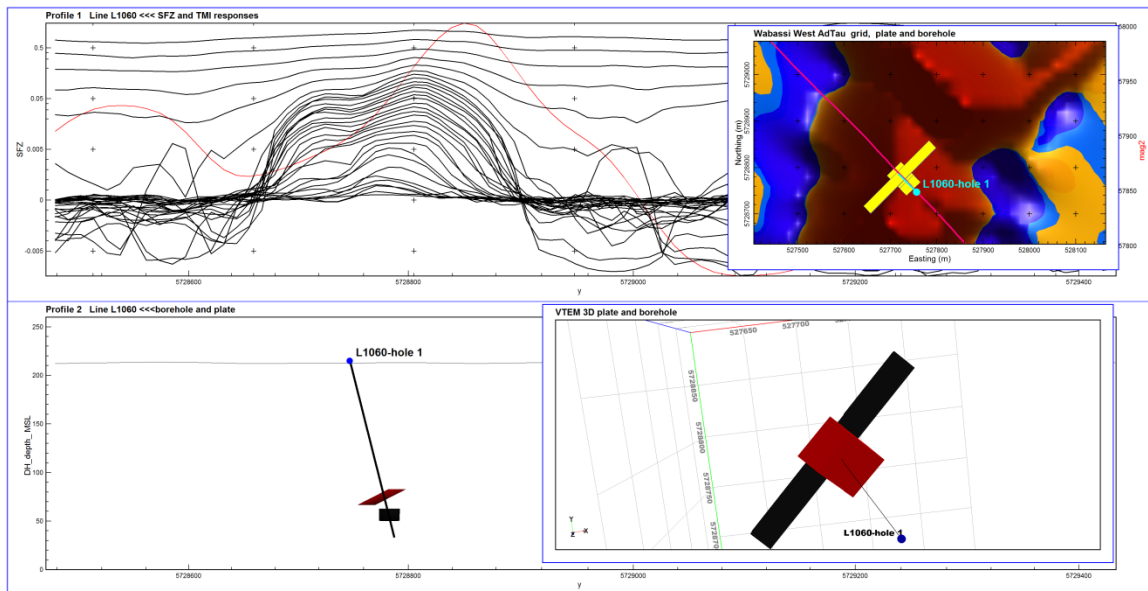 Profile 1 Line L1060 <<< SFZ and TMI responses
0.5
0.05
0.005
0
-0.005
SFZ
5728600
5728800
5729000
5729200
5729400
y
58000
57950
57900
57850
57800
mag2
Wabassi West AdTau grid, plate and borehole
5729000
5728900
5728800
5728700
Northing (m)
L1060-hole 1
527500
527600
527700
527800
527900
528000
528100
Easting (m)
Profile 2 Line L1060 <<<borehole and plate
250
200
150
100
50
0
DH_depth_MSL
L1060-hole 1
5728600
5728800
5729000
5729200
5729400
y
VTEM 3D plate and borehole
527650
527700
5728850
5728800
5728750
57287
L1060-hole 1
Y
Z
X